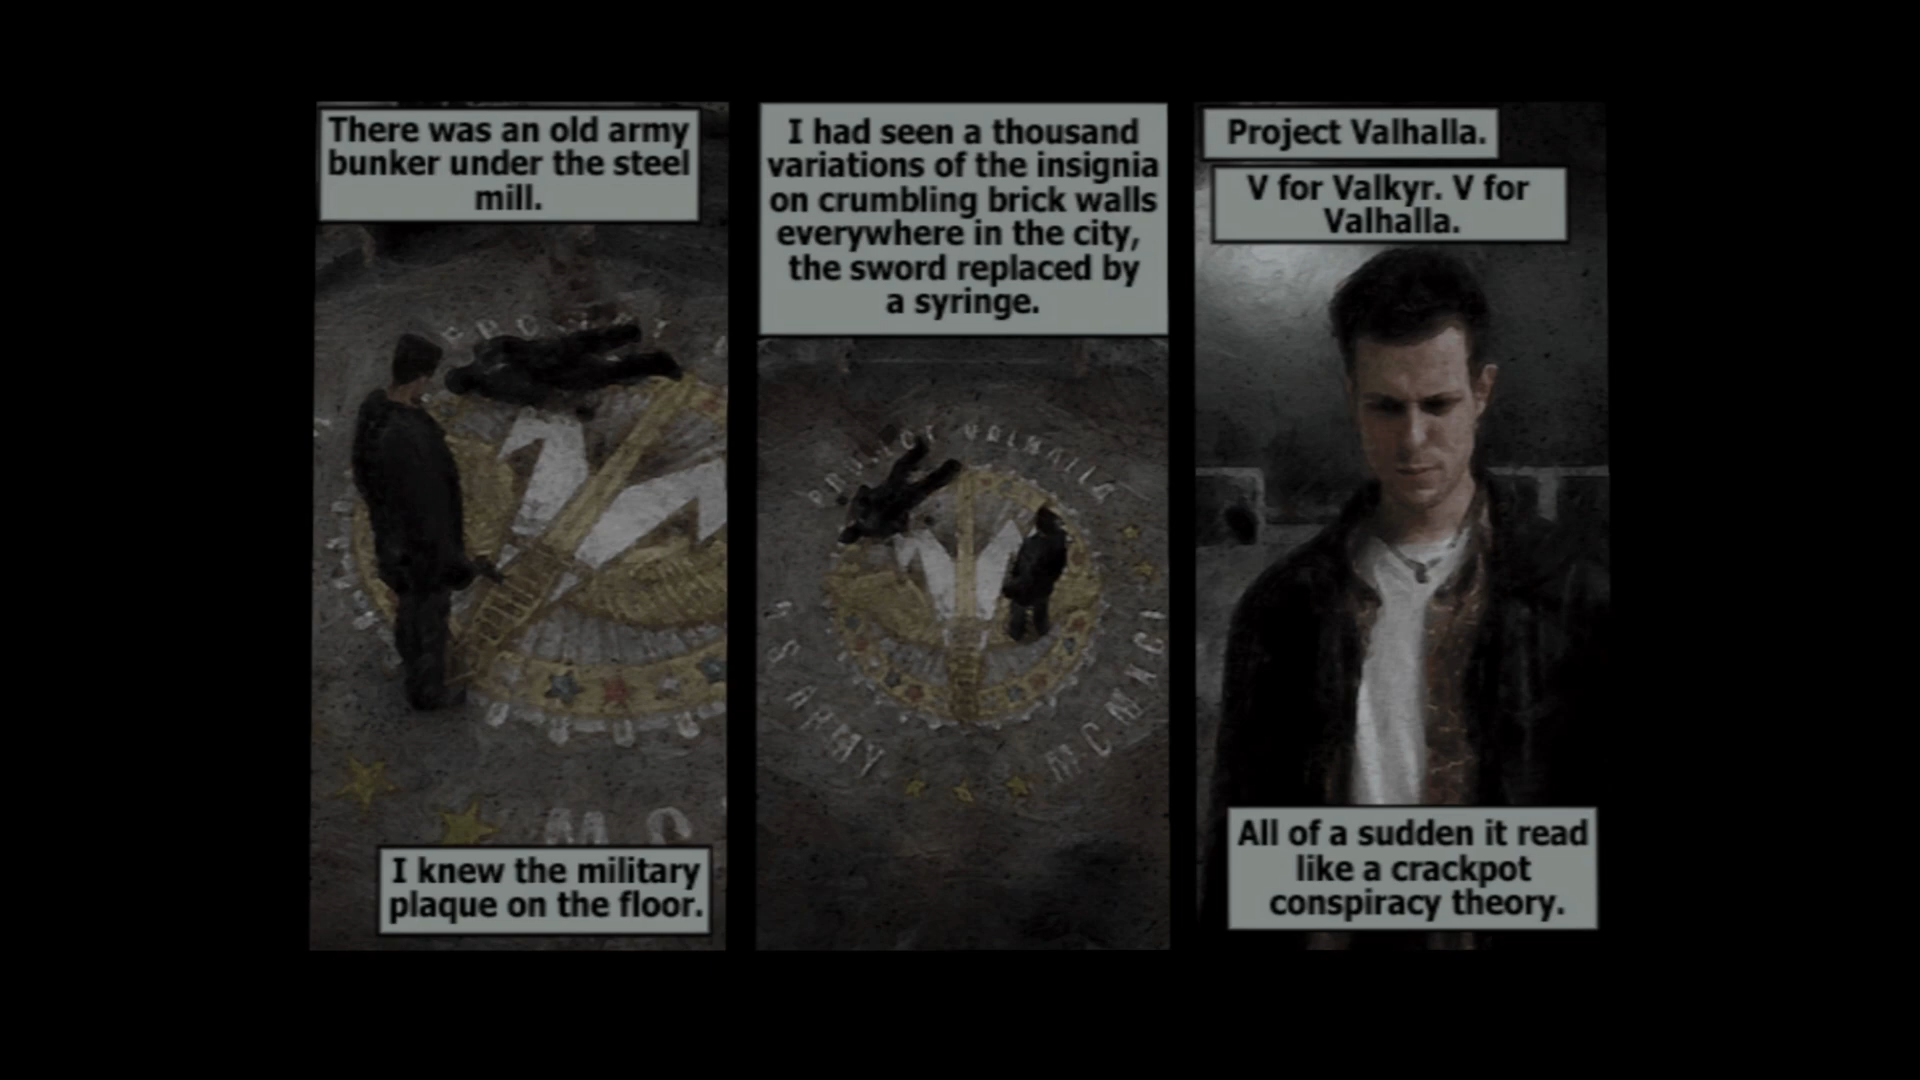 There was an old army
bunker under the steel
mill.
I knew the military
plaque on the floor.
I had seen a thousand
variations of the insignia
on crumbling brick walls
everywhere in the city,
the sword replaced by
a syringe.
PROJECT VALHALLA
ARMY
Project Valhalla.
V for Valkyr. V for
Valhalla.
All of a sudden it read
like a crackpot
conspiracy theory.